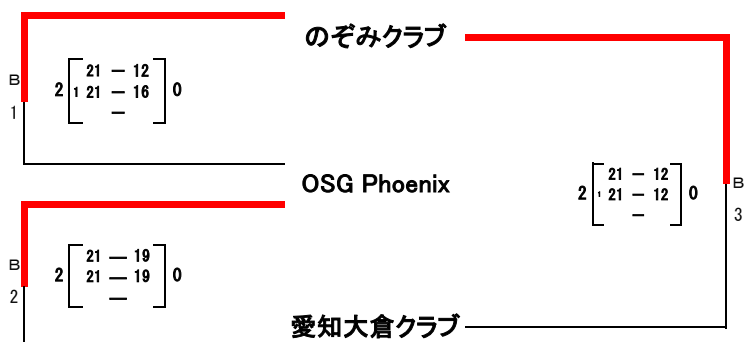 のぞみクラブ
B
1
2 21 － 12 0
1 21 － 16
－
OSG Phoenix
B
3
2 21 － 12 0
1 21 － 12
－
B
2
2 21 — 19 0
21 — 19
—
愛知大倉クラブ